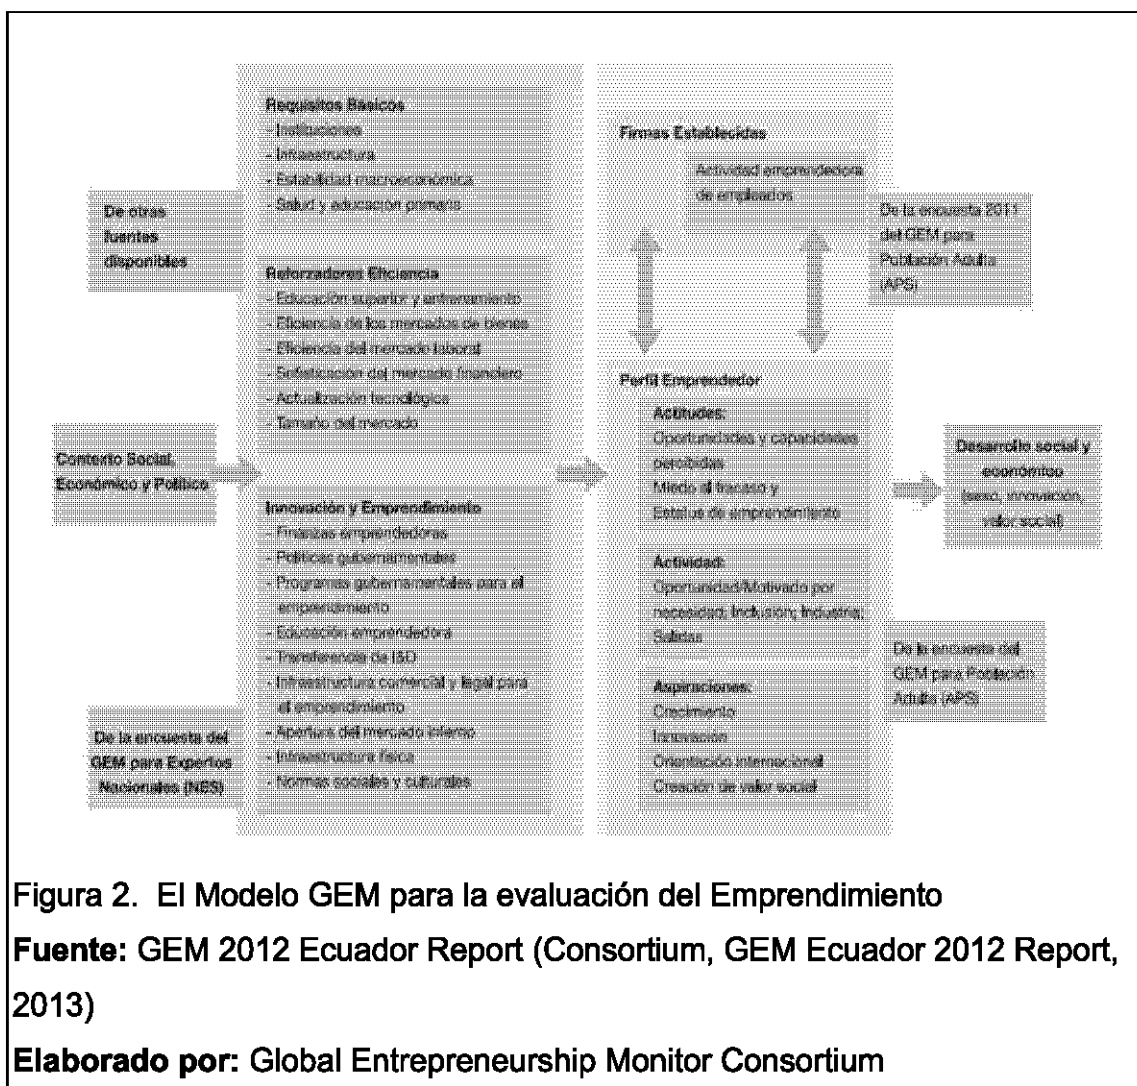 Requisitos Básicos
- Instituciones
- Infraestructura
- Estabilidad macroeconómica
- Salud y educación primaria
De otras
fuentes
disponibles
Reforzadores Eficiencia
- Educación superior y entrenamiento
- Eficiencia de los mercados de bienes
- Eficiencia del mercado laboral
- Sofisticación del mercado financiero
- Actualización tecnológica
- Tamaño del mercado
Contexto Social,
Económico y Político
Innovación y Emprendimiento
- Finanzas emprendedoras
- Políticas gubernamentales
- Programas gubernamentales para el
emprendimiento
- Educación emprendedora
- Transferencia de I&D
- Infraestructura comercial y legal para
el emprendimiento
- Apertura del mercado interno
- Infraestructura física
- Normas sociales y culturales
De la encuesta del
GEM para Expertos
Nacionales (NES)
Firmas Establecidas
Actividad emprendedora
de empleados
De la encuesta 2011
del GEM para
Población Adulta
(APS)
Perfil Emprendedor
Actitudes:
Oportunidades y capacidades
percibidas
Miedo al fracaso y
Estatus de emprendimiento
Actividad:
Oportunidad/Motivado por
necesidad; Inclusión; Industria;
Salidas
Aspiraciones:
Crecimiento
Innovación
Orientación internacional
Creación de valor social
Desarrollo social y
económico
innovación,
valor social)
De la encuesta del
GEM para Población
Adulta (APS)
Figura 2. El Modelo GEM para la evaluación del Emprendimiento
Fuente: GEM 2012 Ecuador Report (Consortium, GEM Ecuador 2012 Report,
2013)
Elaborado por: Global Entrepreneurship Monitor Consortium